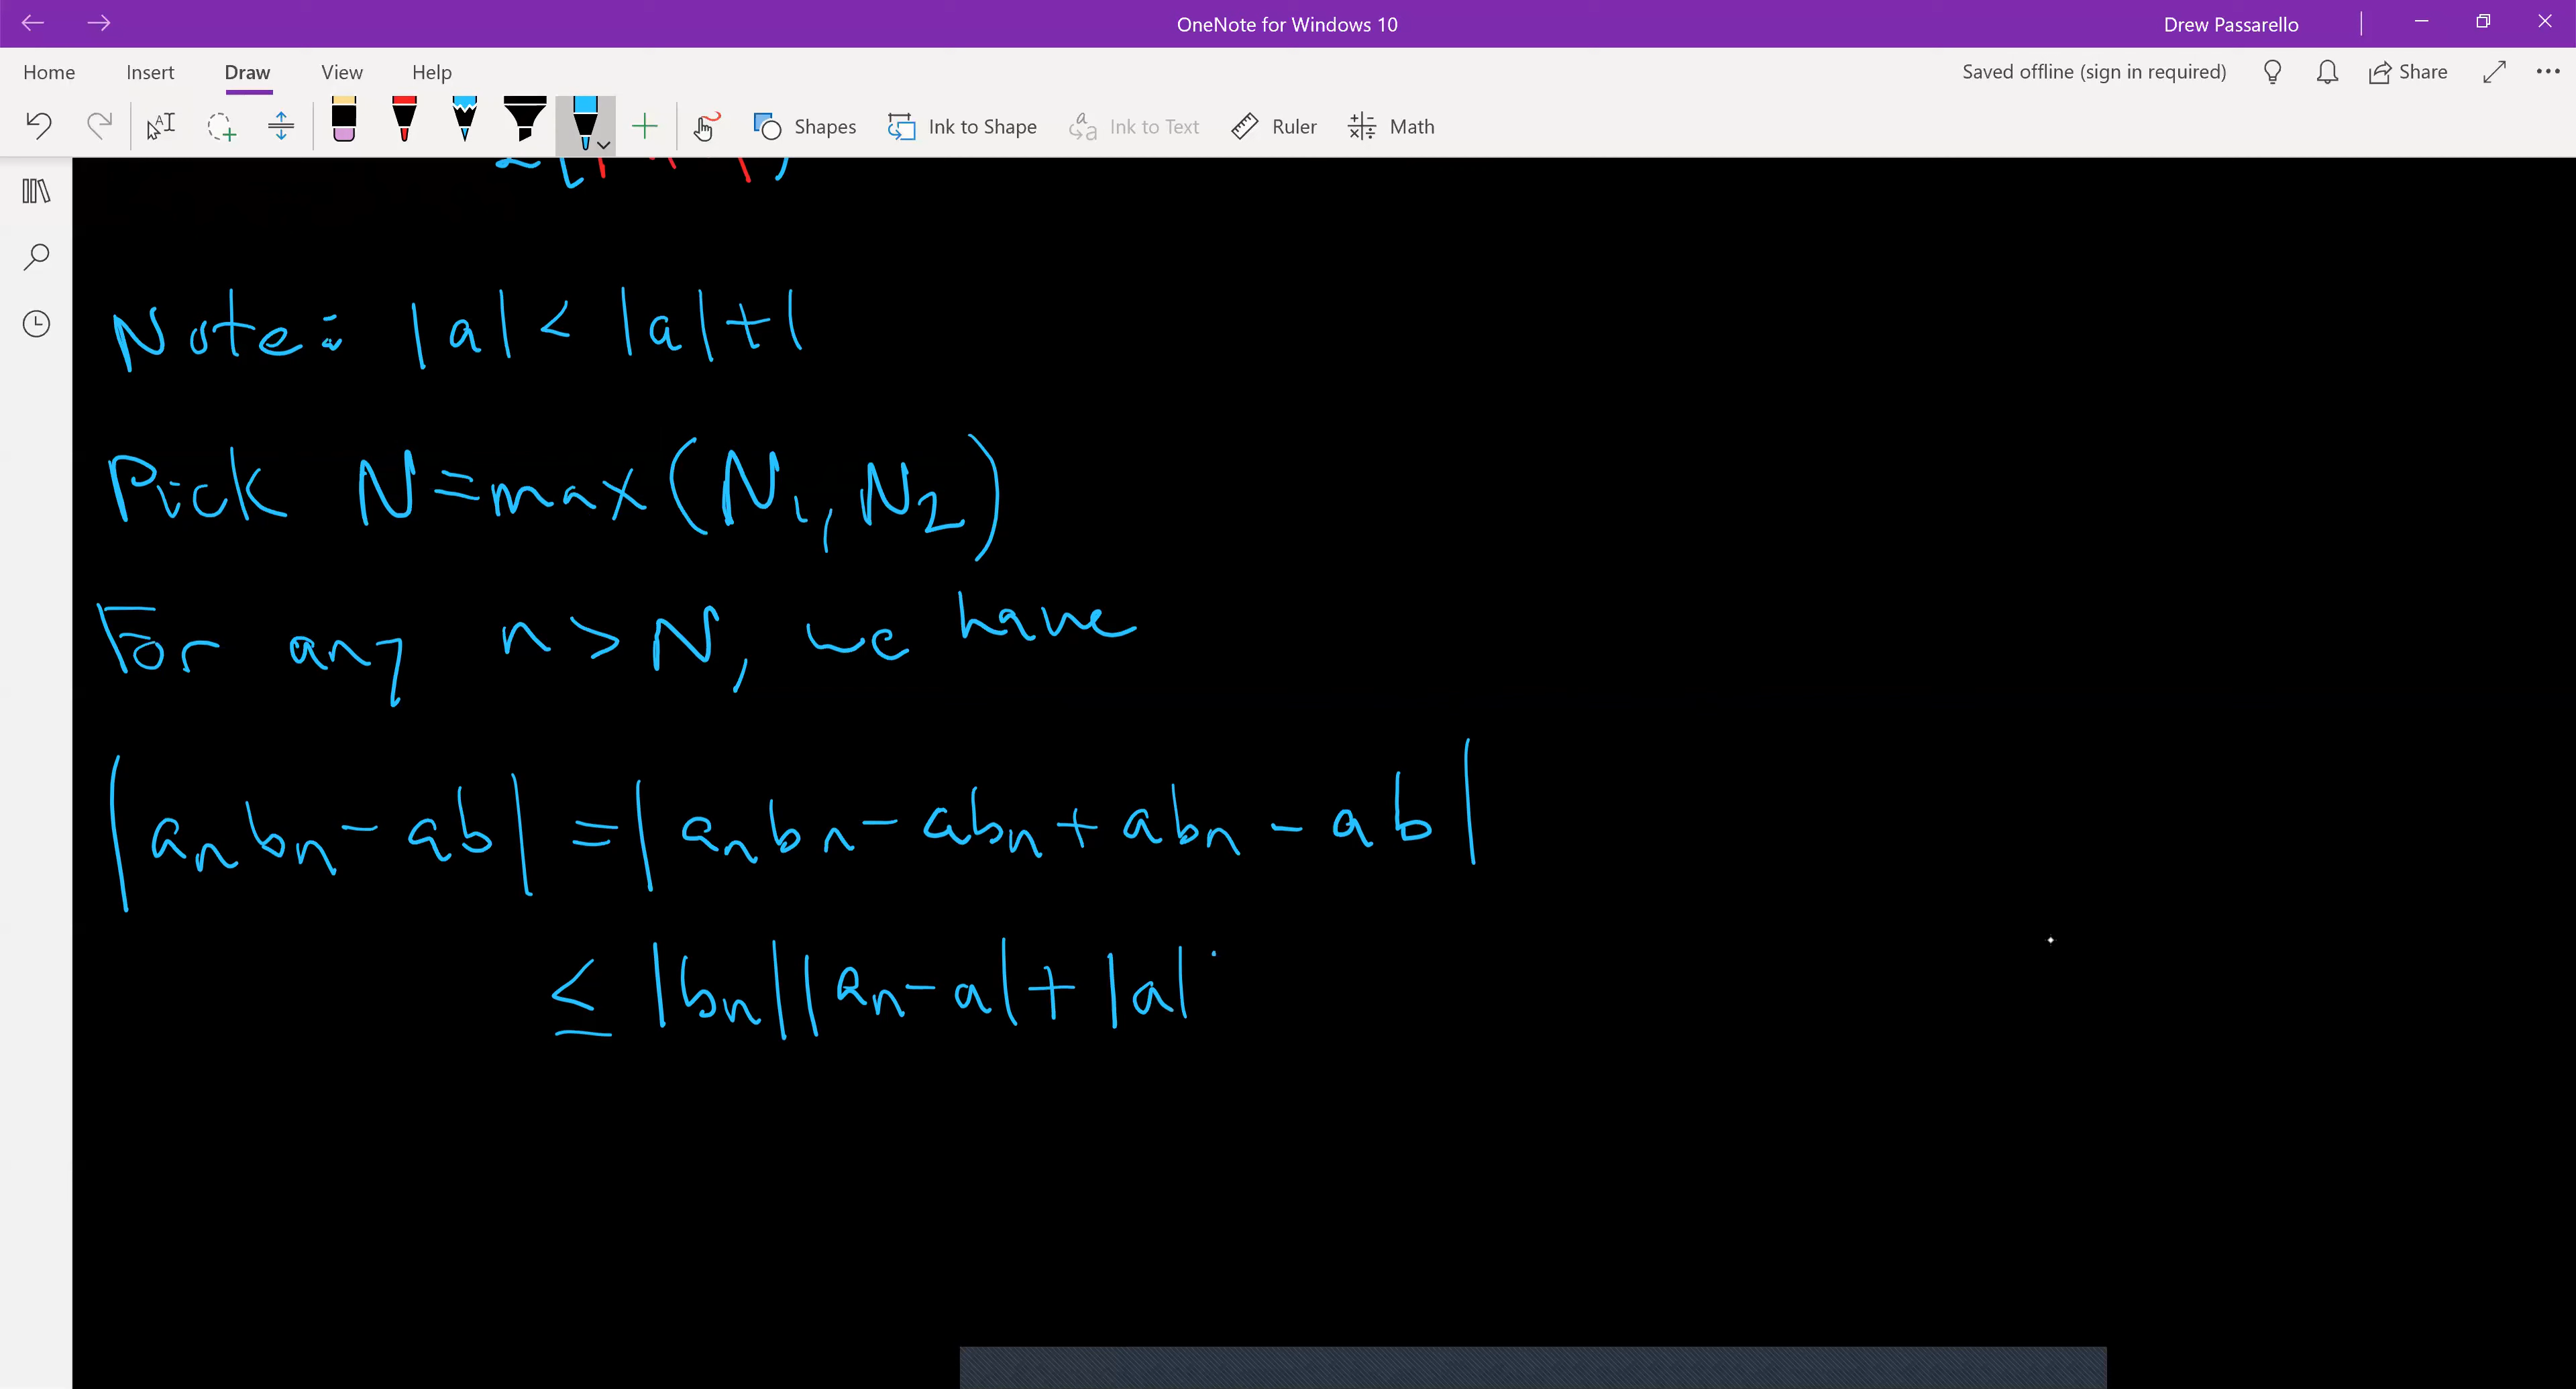 OneNote for Windows 10
Drew Passarello
Home Insert Draw View Help
Saved offline (sign in required) Share
Shapes Ink to Shape Ink to Text Ruler Math
Note: |a| < |a|+1
Pick N=max(N₁,N₂)
For any n>N, we have
|aₙbₙ-ab| =|aₙbₙ-abₙ+abₙ-ab|
≤ |bₙ||aₙ-a|+|a|